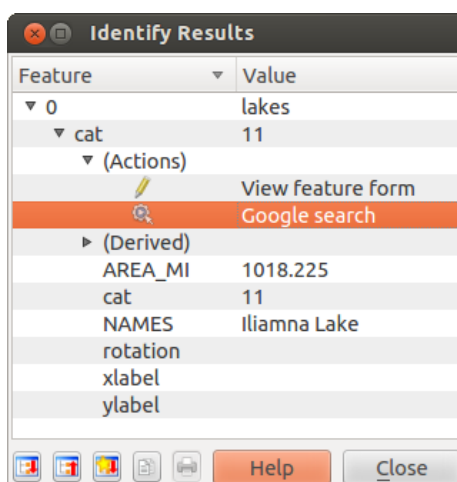 Identify Results
Feature Value
0 lakes
cat 11
(Actions)
View feature form
Google search
(Derived)
AREA_MI 1018.225
cat 11
NAMES Iliamna Lake
rotation
xlabel
ylabel
Help Close